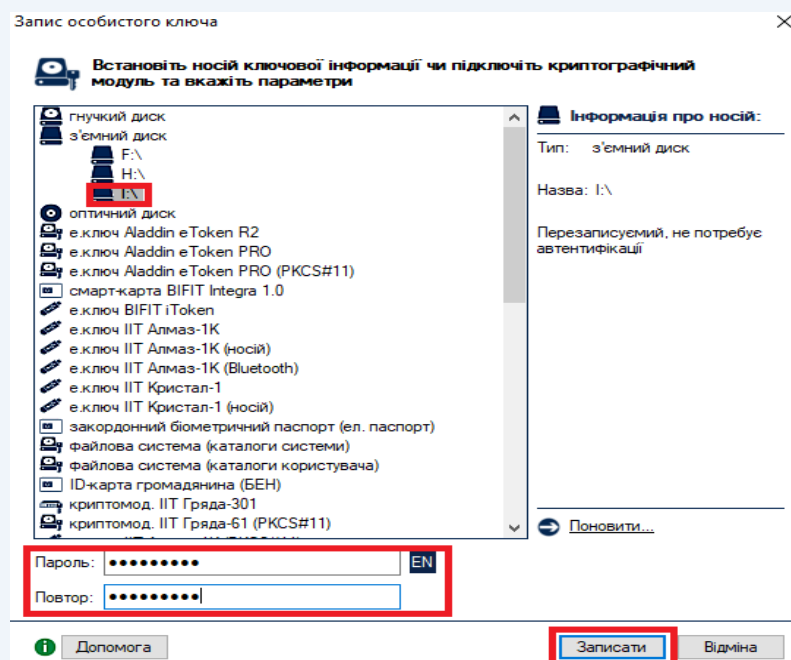 Запис особистого ключа
Встановіть носій ключової інформації чи підключіть криптографічний
модуль та вкажіть параметри
гнучкий диск
з'ємний диск
F:\
H:\
I:\
оптичний диск
е.ключ Aladdin eToken R2
е.ключ Aladdin eToken PRO
е.ключ Aladdin eToken PRO (PKCS#11)
смарт-карта BIFIT Integra 1.0
е.ключ BIFIT iToken
е.ключ ІІТ Алмаз-1К
е.ключ ІІТ Алмаз-1К (носій)
е.ключ ІІТ Алмаз-1К (Bluetooth)
е.ключ ІІТ Кристал-1
е.ключ ІІТ Кристал-1 (носій)
закордонний біометричний паспорт (ел. паспорт)
файлова система (каталоги системи)
файлова система (каталоги користувача)
ID-карта громадянина (БЕН)
криптомод. ІІТ Гряда-301
криптомод. ІІТ Гряда-61 (PKCS#11)
Інформація про носій:
Тип: з'ємний диск
Назва: I:\
Перезаписуемий, не потребує
автентифікації
Поновити...
Пароль: ●●●●●●●●● EN
Повтор: ●●●●●●●●●
Допомога
Записати
Відміна